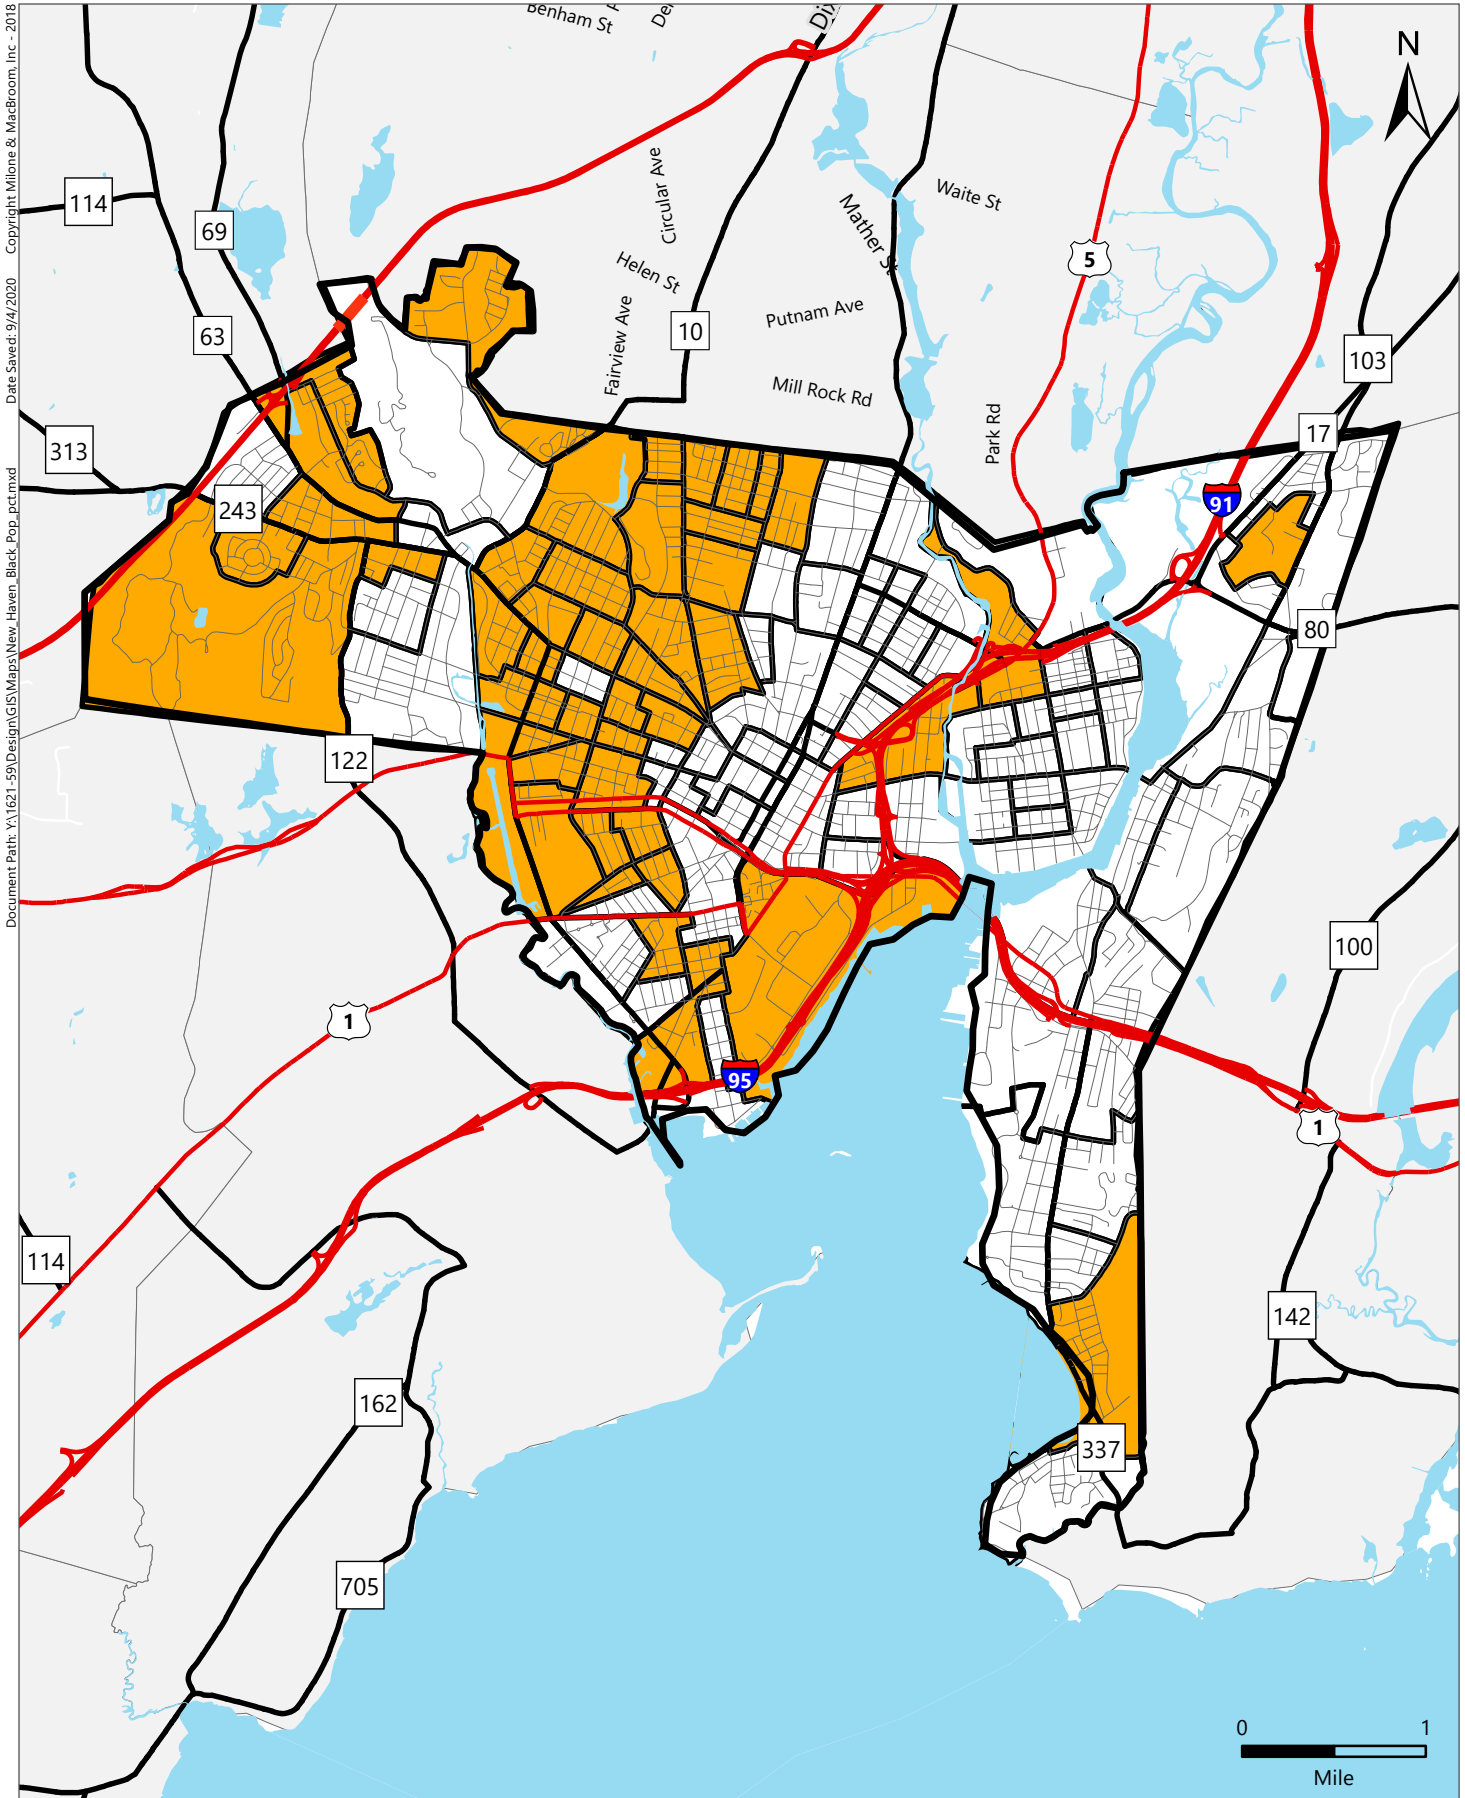 Document Path: Y:\1621-59\Design\GIS\Maps\New_Haven_Black_Pop_pct.mxd Date Saved: 9/4/2020 Copyright Milone & MacBroom, Inc - 2018
Benham St
N
114
69
Circular Ave
Waite St
Mather St
5
Helen St
63
Fairview Ave
10
Putnam Ave
103
Mill Rock Rd
Park Rd
17
313
243
91
80
122
100
1
95
1
114
142
162
337
705
0 1
Mile